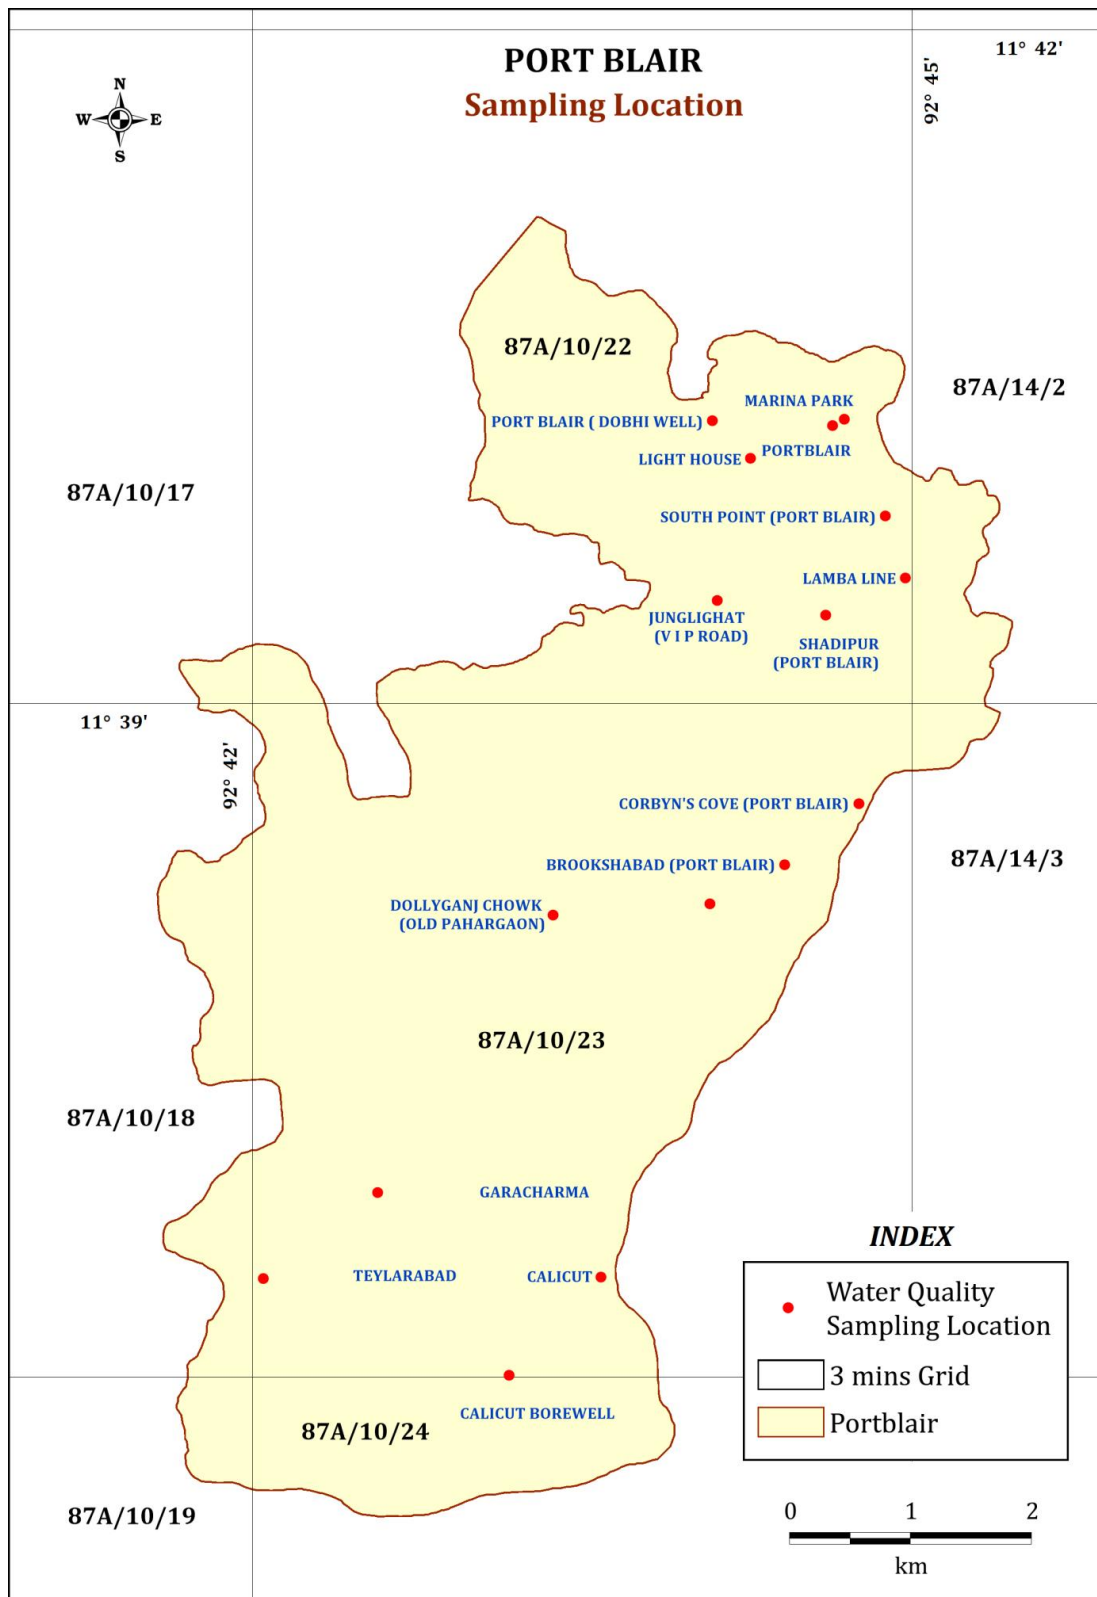 PORT BLAIR
Sampling Location
11° 42'
92° 45'
N
W
E
S
87A/10/22
87A/14/2
MARINA PARK
PORT BLAIR ( DOBHI WELL)
PORTBLAIR
LIGHT HOUSE
87A/10/17
SOUTH POINT (PORT BLAIR)
LAMBA LINE
JUNGLIGHAT
(V I P ROAD)
SHADIPUR
(PORT BLAIR)
11° 39'
92° 42'
CORBYN'S COVE (PORT BLAIR)
87A/14/3
BROOKSHABAD (PORT BLAIR)
DOLLYGANJ CHOWK
(OLD PAHARGAON)
87A/10/23
87A/10/18
GARACHARMA
TEYLARABAD
CALICUT
CALICUT BOREWELL
87A/10/24
87A/10/19
INDEX
Water Quality
Sampling Location
3 mins Grid
Portblair
0 1 2
km